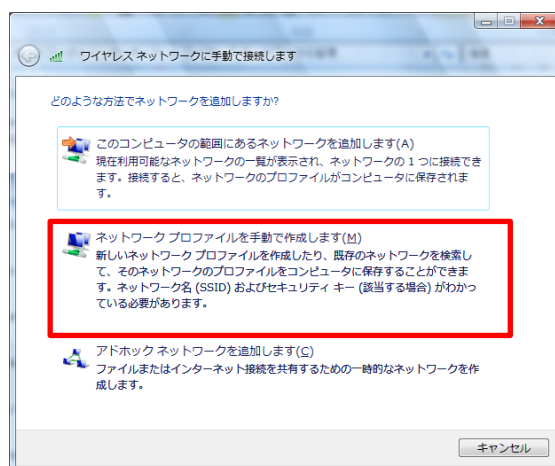 ワイヤレス ネットワークに手動で接続します
どのような方法でネットワークを追加しますか?
このコンピュータの範囲にあるネットワークを追加します(A)
現在利用可能なネットワークの一覧が表示され、ネットワークの 1 つに接続でき
ます。接続すると、ネットワークのプロファイルがコンピュータに保存されま
す。
ネットワーク プロファイルを手動で作成します(M)
新しいネットワーク プロファイルを作成したり、既存のネットワークを検索し
て、そのネットワークのプロファイルをコンピュータに保存することができま
す。ネットワーク名 (SSID) およびセキュリティ キー (該当する場合) がわかっ
ている必要があります。
アドホック ネットワークを追加します(C)
ファイルまたはインターネット接続を共有するための一時的なネットワークを作
成します。
キャンセル